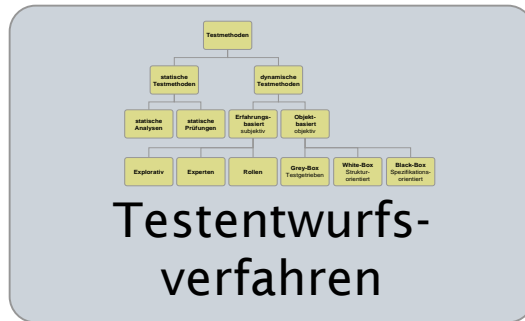 Testmethoden
statische
Testmethoden
dynamische
Testmethoden
statische
Analysen
statische
Prüfungen
Erfahrungs-
basiert
subjektiv
Objekt-
basiert
objektiv
Explorativ
Experten
Rollen
Grey-Box
Testgetrieben
White-Box
Struktur-
orientiert
Black-Box
Spezifikations-
orientiert
Testentwurfs-
verfahren